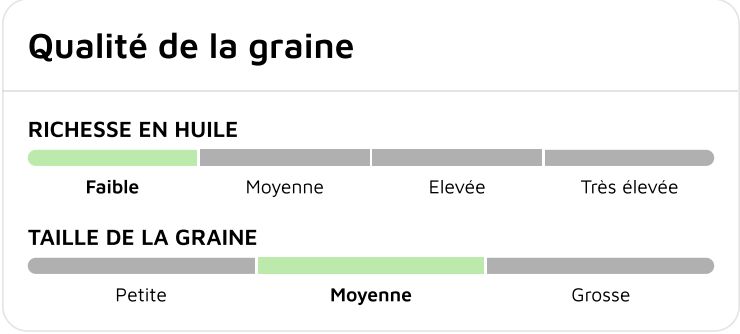 Qualité de la graine
RICHESSE EN HUILE
Faible Moyenne Elevée Très élevée
TAILLE DE LA GRAINE
Petite Moyenne Grosse